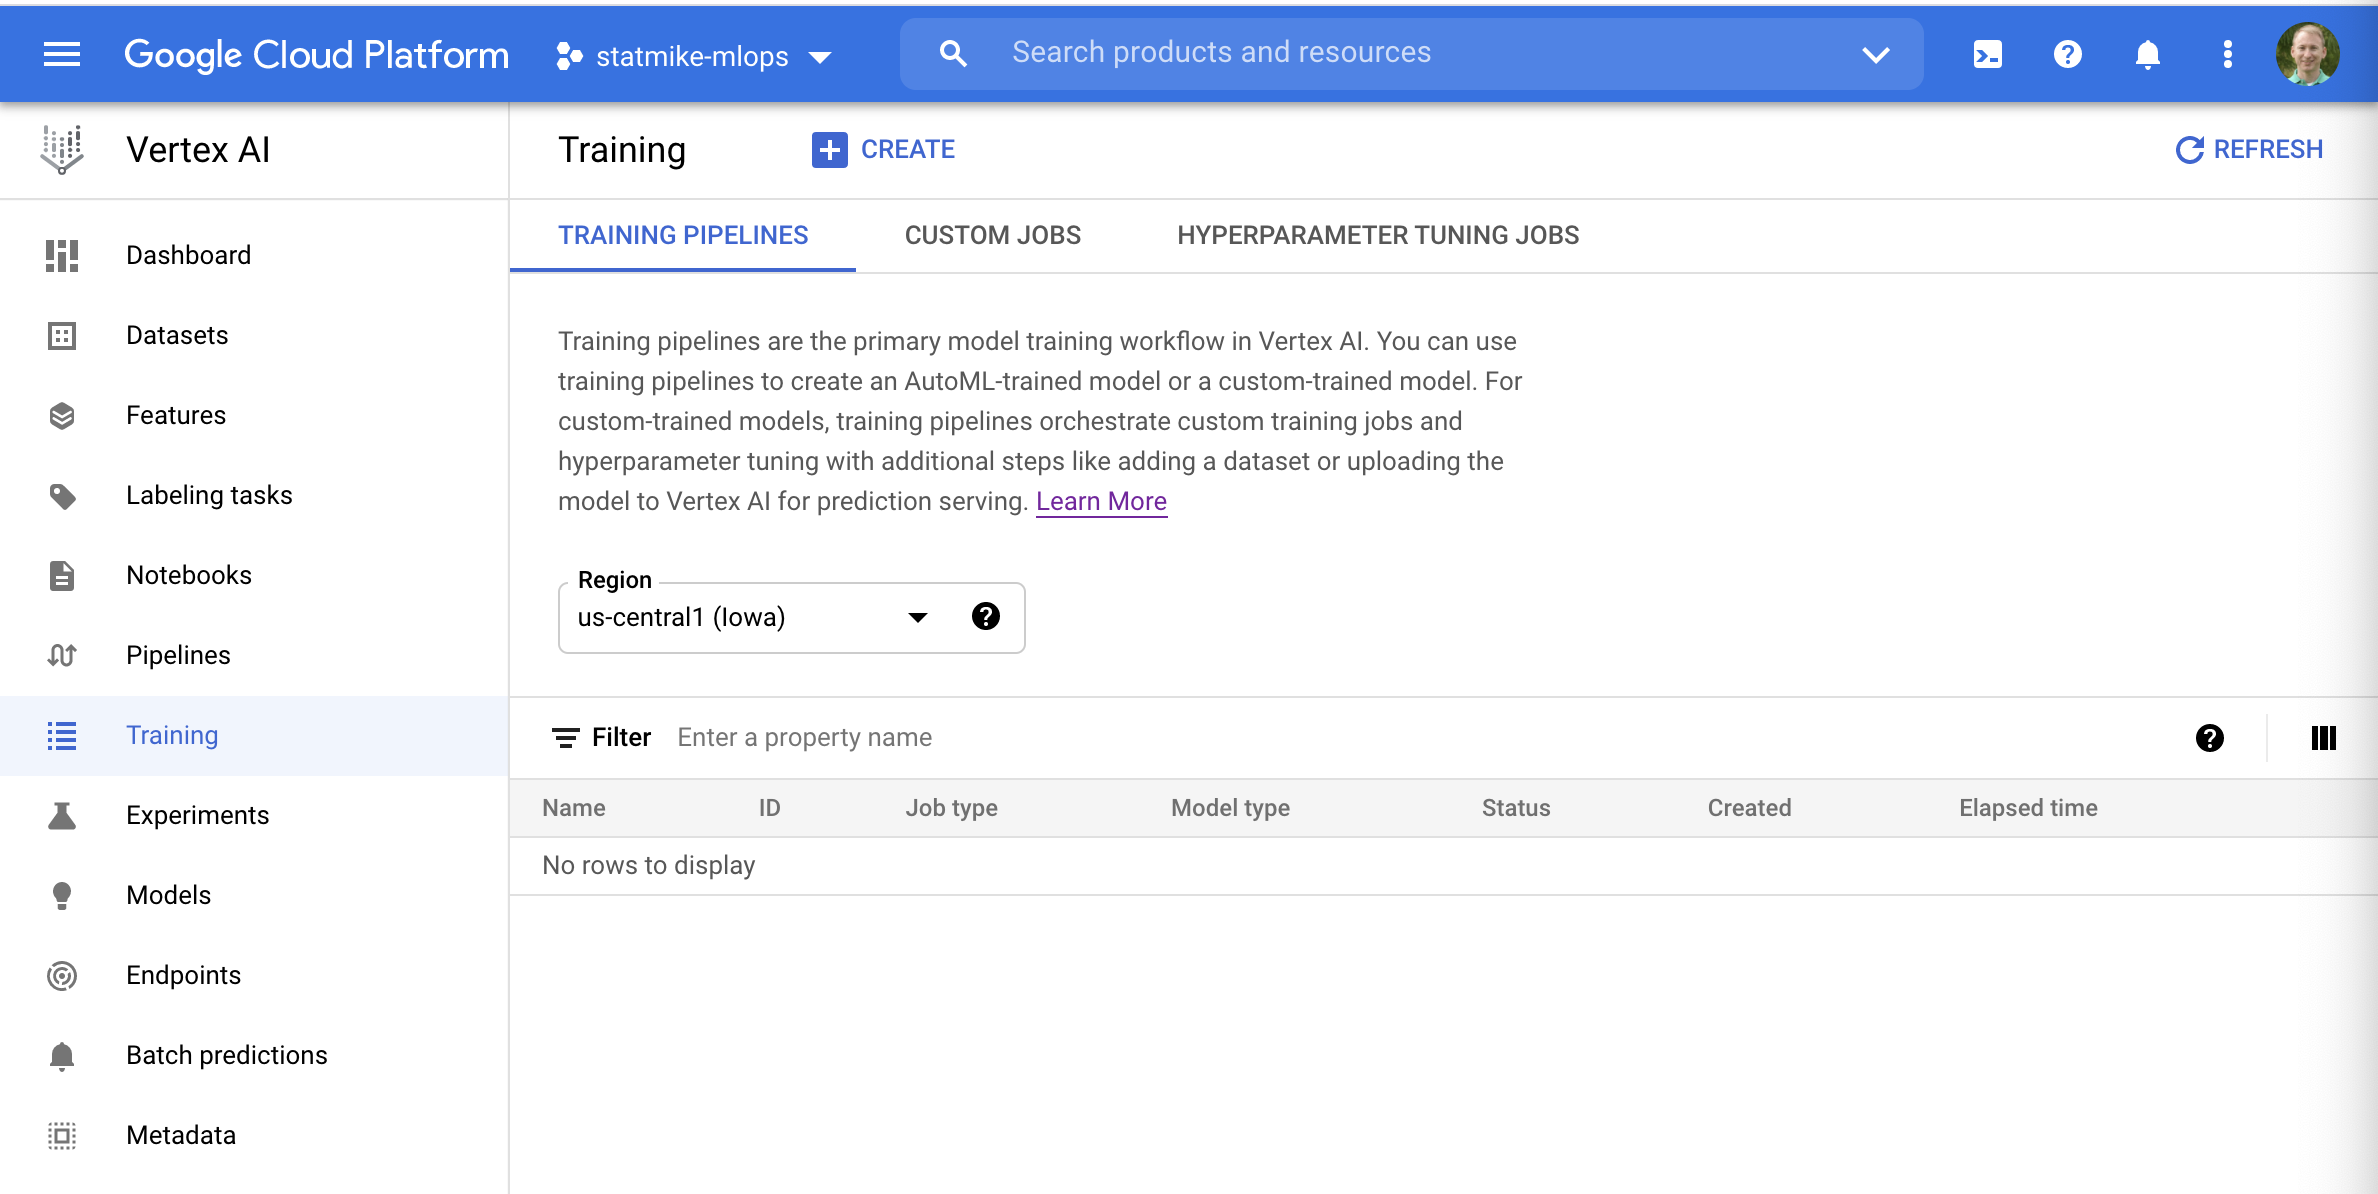 Google Cloud Platform
statmike-mlops
Search products and resources
Vertex AI
Training
CREATE
REFRESH
Dashboard
Datasets
Features
Labeling tasks
Notebooks
Pipelines
Training
Experiments
Models
Endpoints
Batch predictions
Metadata
TRAINING PIPELINES CUSTOM JOBS HYPERPARAMETER TUNING JOBS
Training pipelines are the primary model training workflow in Vertex AI. You can use
training pipelines to create an AutoML-trained model or a custom-trained model. For
custom-trained models, training pipelines orchestrate custom training jobs and
hyperparameter tuning with additional steps like adding a dataset or uploading the
model to Vertex AI for prediction serving. Learn More
Region
us-central1 (Iowa)
Filter Enter a property name
Name ID Job type Model type Status Created Elapsed time
No rows to display